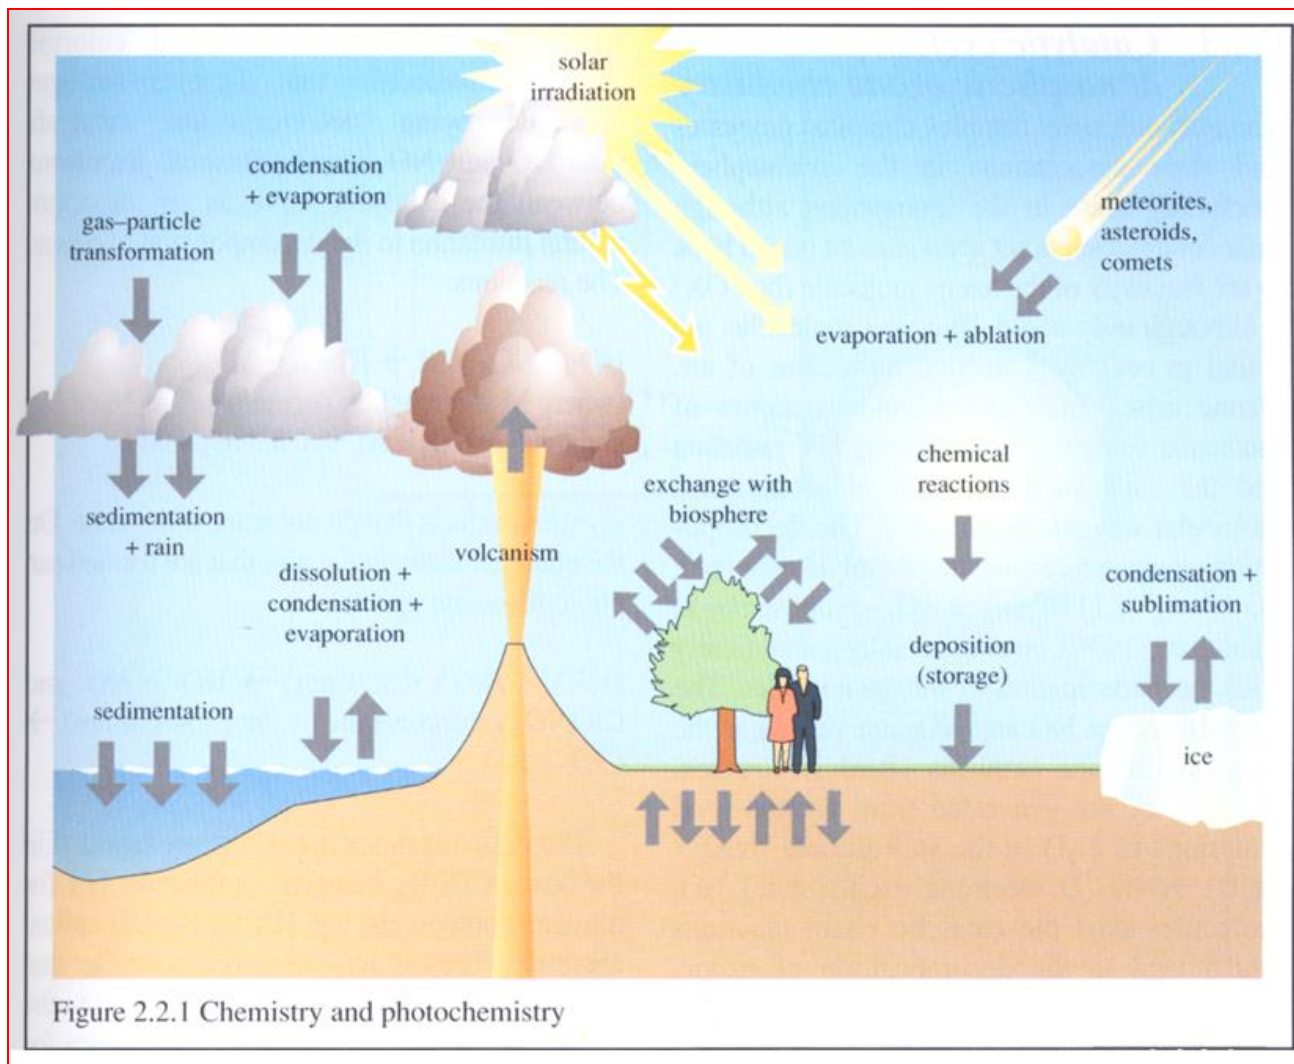 solar
irradiation
condensation
+ evaporation
gas–particle
transformation
meteorites,
asteroids,
comets
evaporation + ablation
chemical
reactions
exchange with
biosphere
sedimentation
+ rain
volcanism
dissolution +
condensation +
evaporation
condensation +
sublimation
deposition
(storage)
sedimentation
ice
Figure 2.2.1 Chemistry and photochemistry